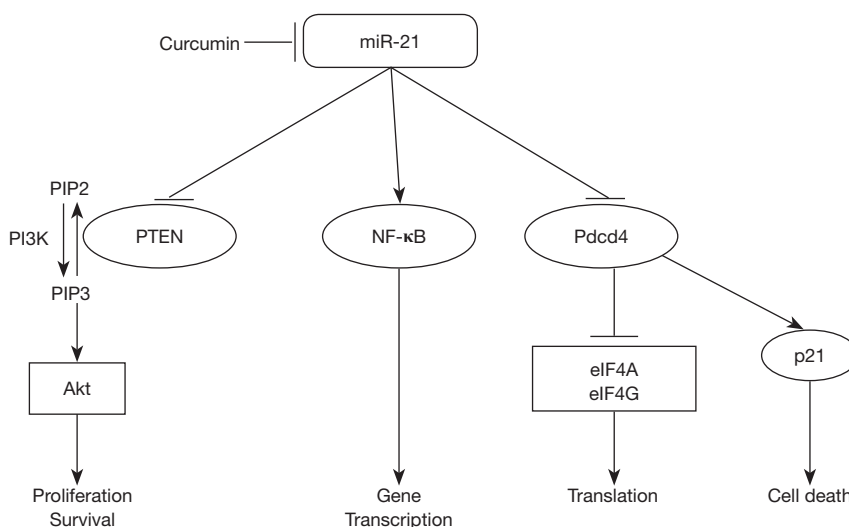 Curcumin
miR-21
PIP2
PI3K
PTEN
NF-κB
Pdcd4
PIP3
p21
Akt
eIF4A
eIF4G
Proliferation
Survival
Gene
Transcription
Translation
Cell death